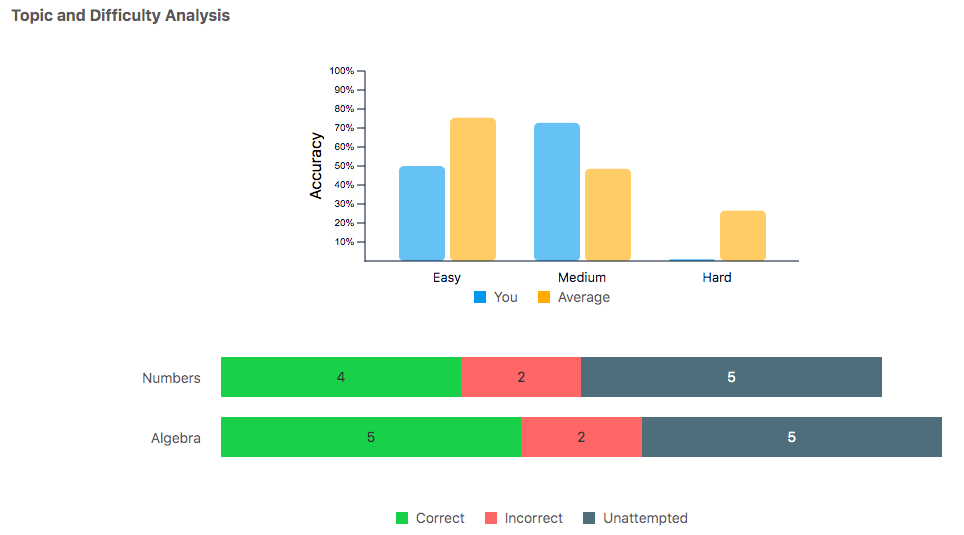 Topic and Difficulty Analysis
100%
90%
80%
70%
60%
50%
40%
30%
20%
10%
Accuracy
Easy Medium Hard
You Average
Numbers 4 2 5
Algebra 5 2 5
Correct Incorrect Unattempted